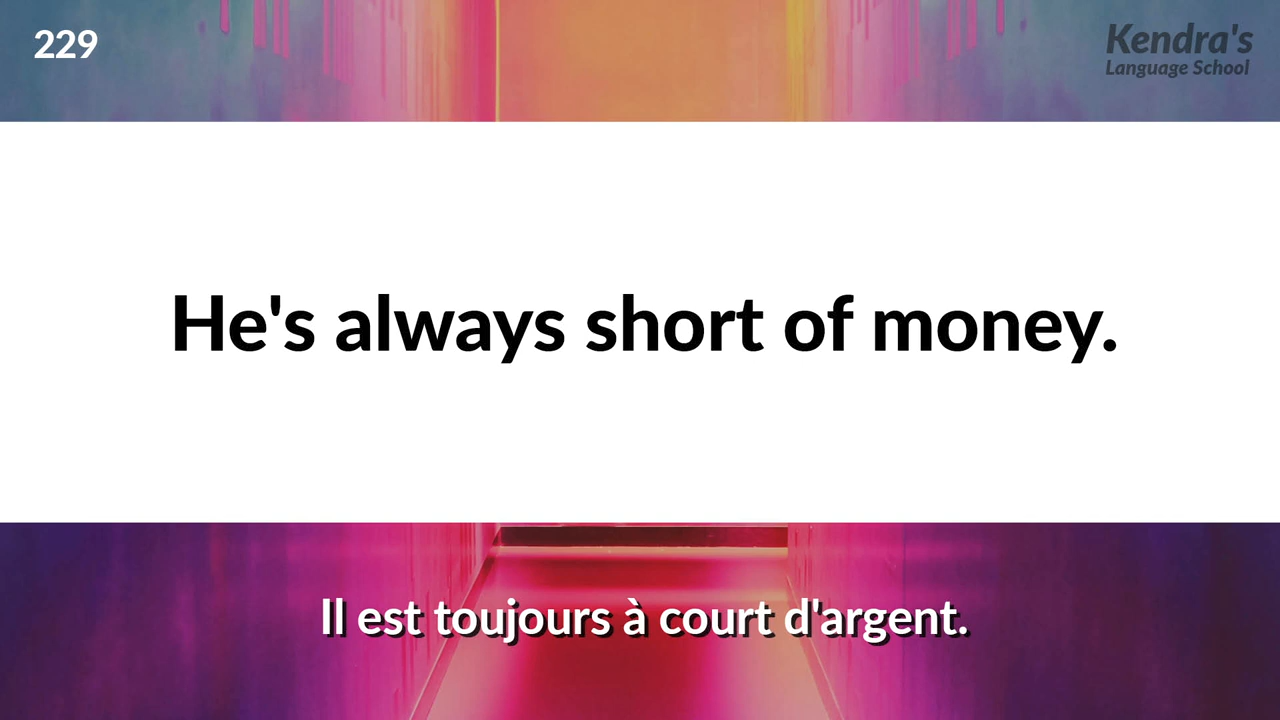 229
Kendra's
Language School
He's always short of money.
Il est toujours à court d'argent.